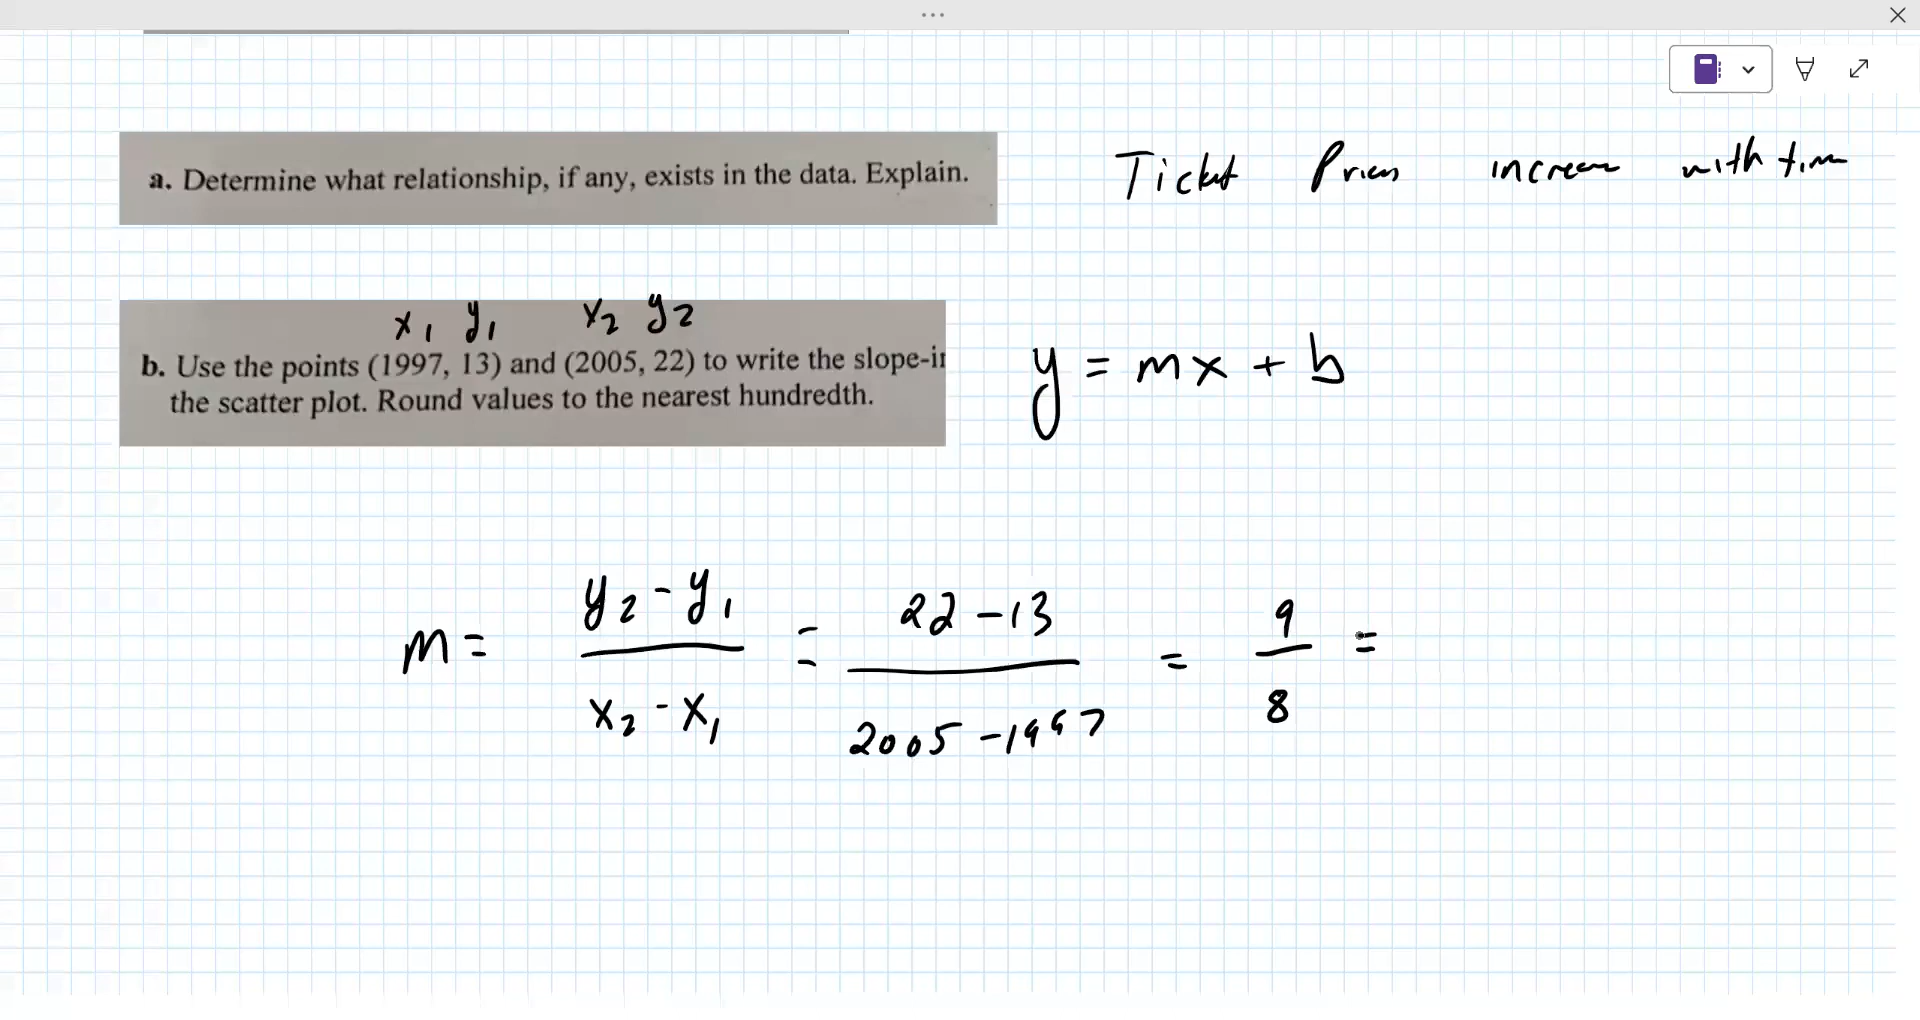 a. Determine what relationship, if any, exists in the data. Explain.
Ticket Prices increase with time
x1 y1 x2 y2
b. Use the points (1997, 13) and (2005, 22) to write the slope-in
the scatter plot. Round values to the nearest hundredth.
y = mx + b
m = y2 - y1 / x2 - x1 = 22 - 13 / 2005 - 1997 = 9 / 8 =